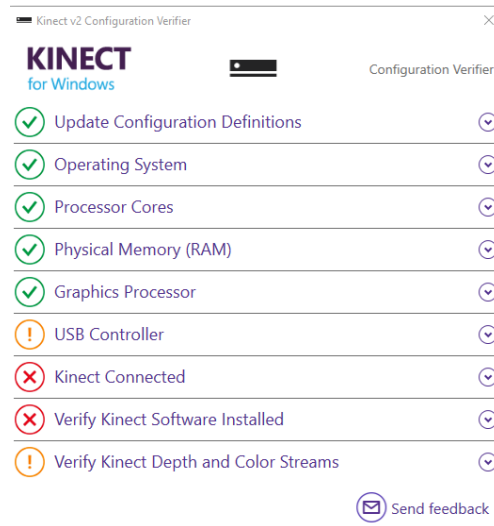 Kinect v2 Configuration Verifier
KINECT
for Windows
Configuration Verifier
Update Configuration Definitions
Operating System
Processor Cores
Physical Memory (RAM)
Graphics Processor
USB Controller
Kinect Connected
Verify Kinect Software Installed
Verify Kinect Depth and Color Streams
Send feedback